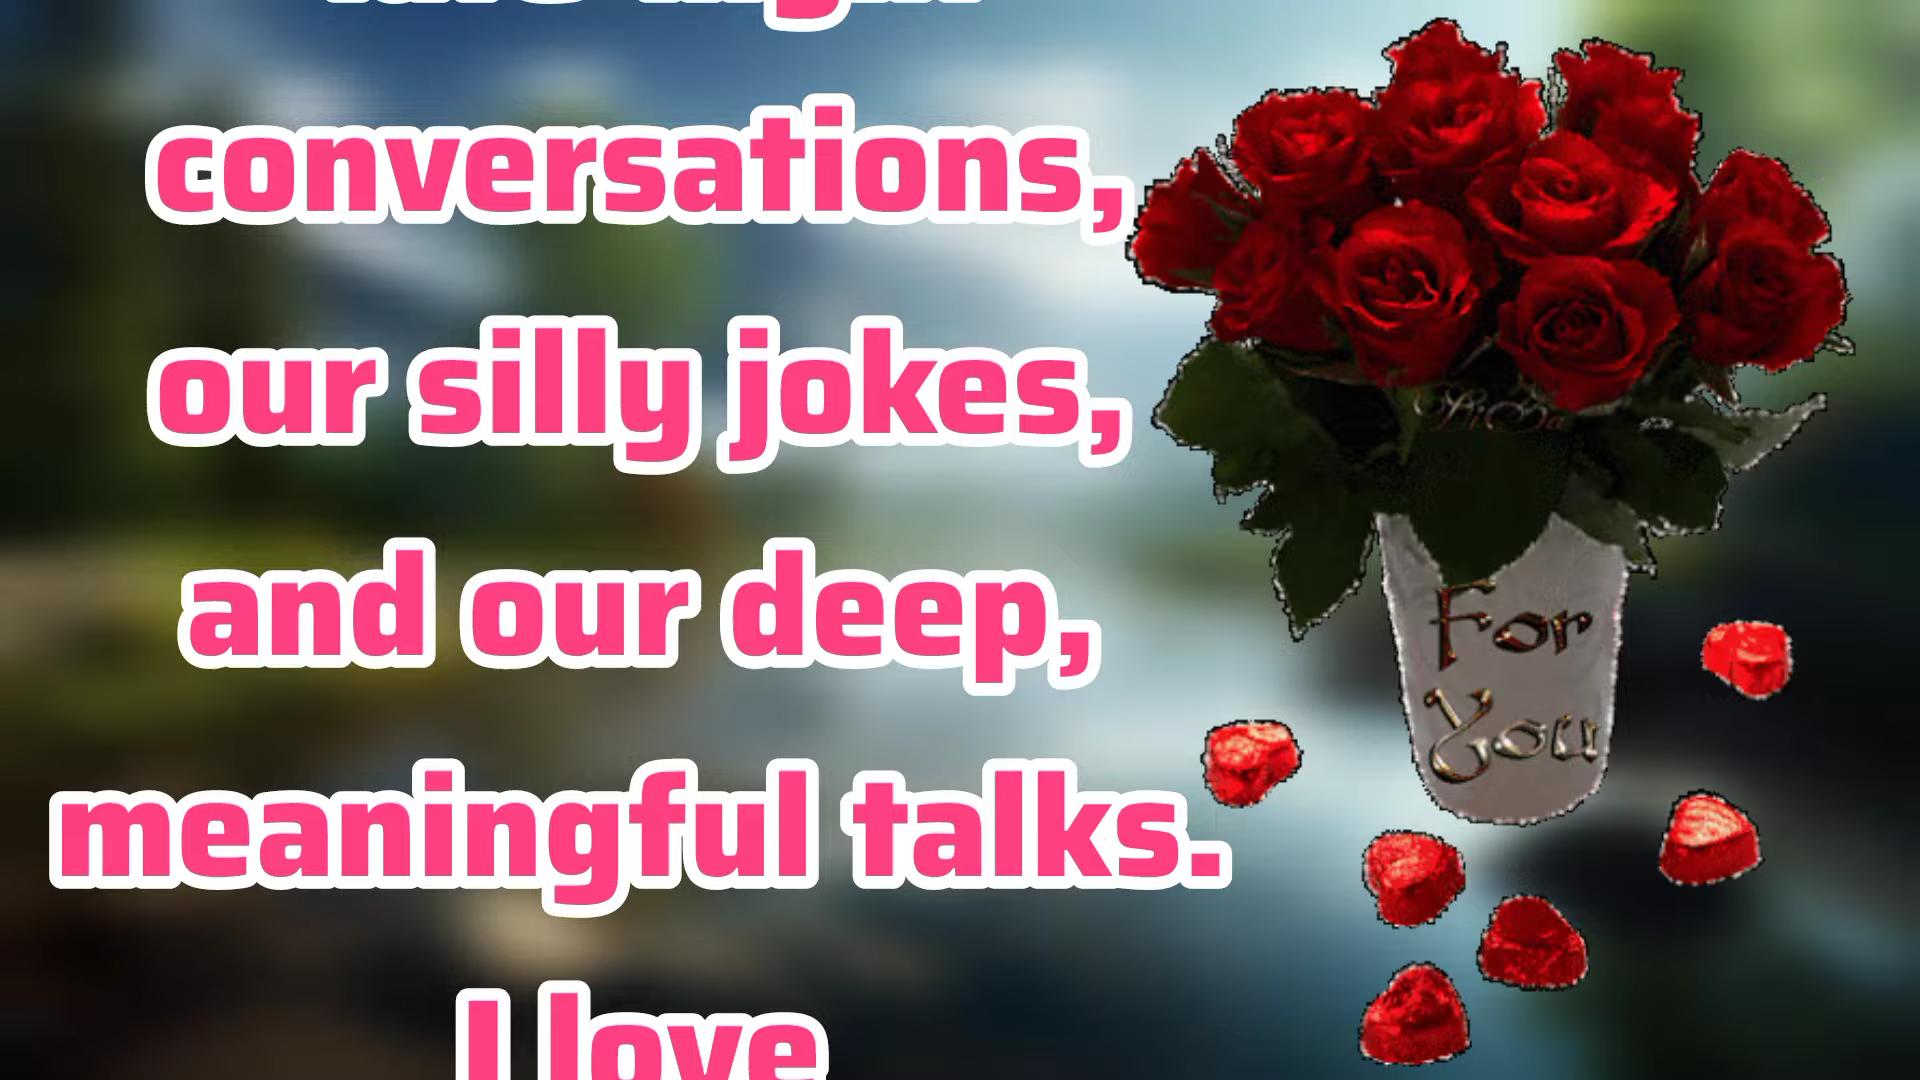 conversations,
our silly jokes,
and our deep,
meaningful talks.
I love
For
You